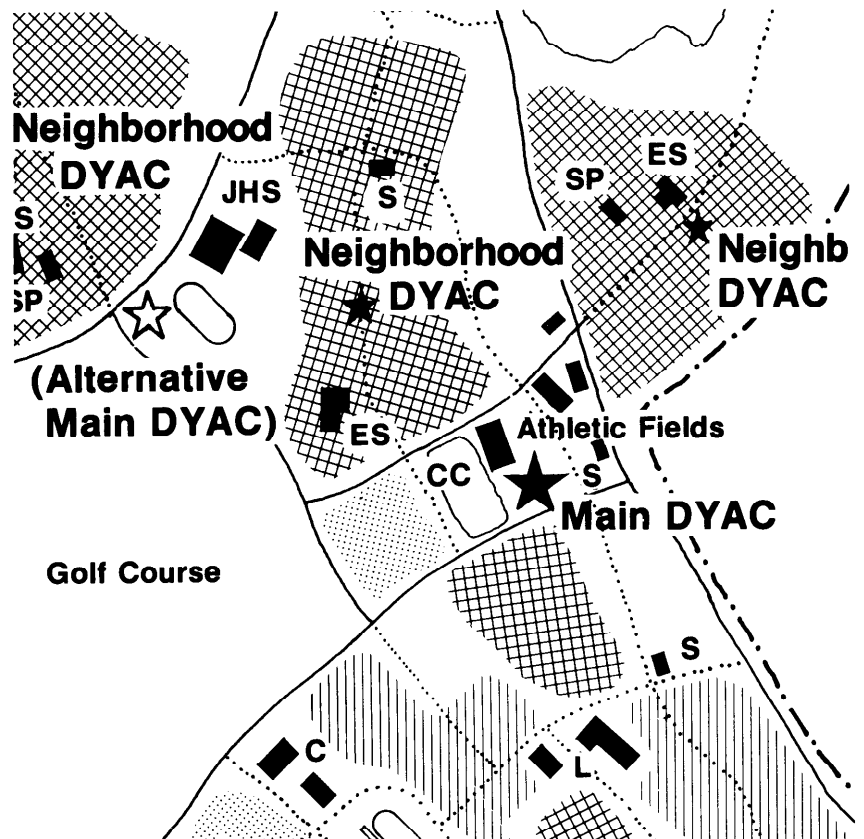 Neighborhood
DYAC
S
SP
JHS
S
ES
SP
Neighborhood
DYAC
Neighb
DYAC
(Alternative
Main DYAC)
ES
Athletic Fields
CC
S
Main DYAC
Golf Course
S
C
L